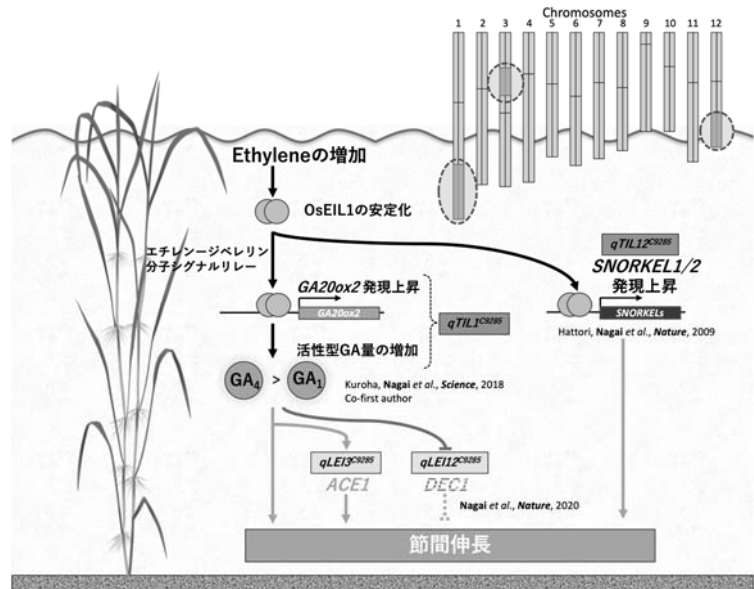 Chromosomes
1 2 3 4 5 6 7 8 9 10 11 12
Ethyleneの増加
OsEIL1の安定化
エチレンージベレリン
分子シグナルリレー
qTIL12C9285
SNORKEL1/2
発現上昇
GA20ox2 発現上昇
GA20ox2
SNORKELs
qTIL1C9285
Hattori, Nagai et al., Nature, 2009
活性型GA量の増加
GA4 > GA1
Kuroha, Nagai et al., Science, 2018
Co-first author
qLEI3C9285
qLEI12C9285
ACE1
DEC1
Nagai et al., Nature, 2020
節間伸長